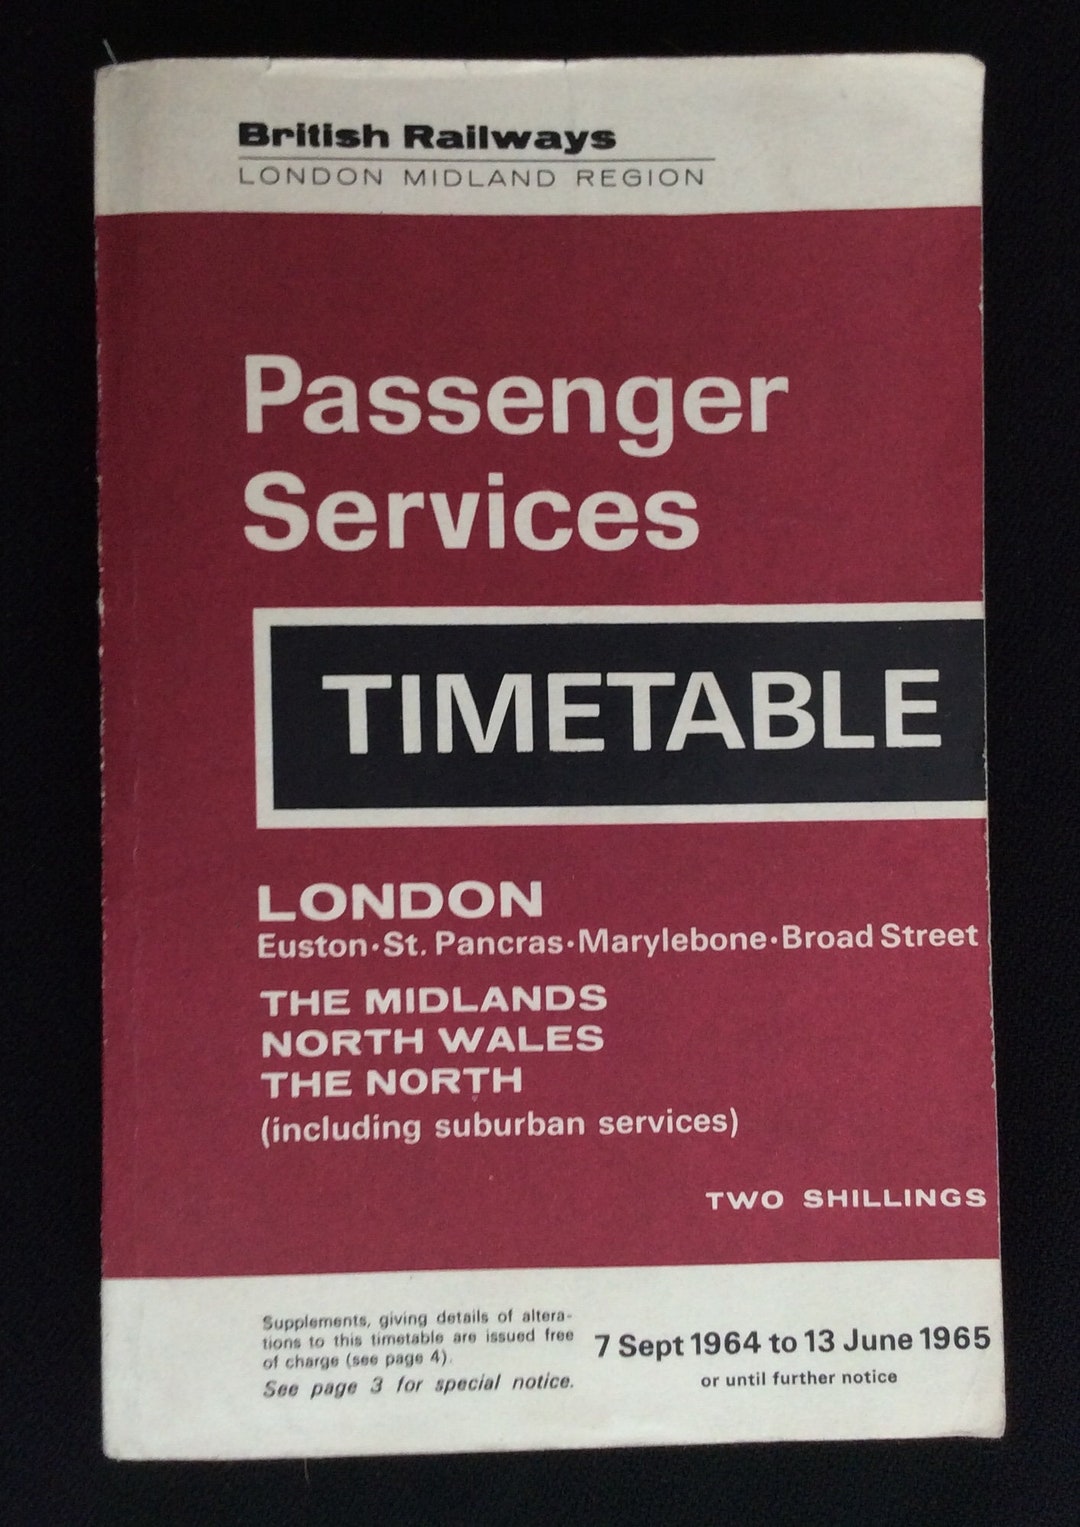 British Railways
LONDON MIDLAND REGION
Passenger
Services
TIMETABLE
LONDON
Euston·St. Pancras·Marylebone·Broad Street
THE MIDLANDS
NORTH WALES
THE NORTH
(including suburban services)
TWO SHILLINGS
Supplements, giving details of altera-
tions to this timetable are issued free
of charge (see page 4).
See page 3 for special notice.
7 Sept 1964 to 13 June 1965
or until further notice